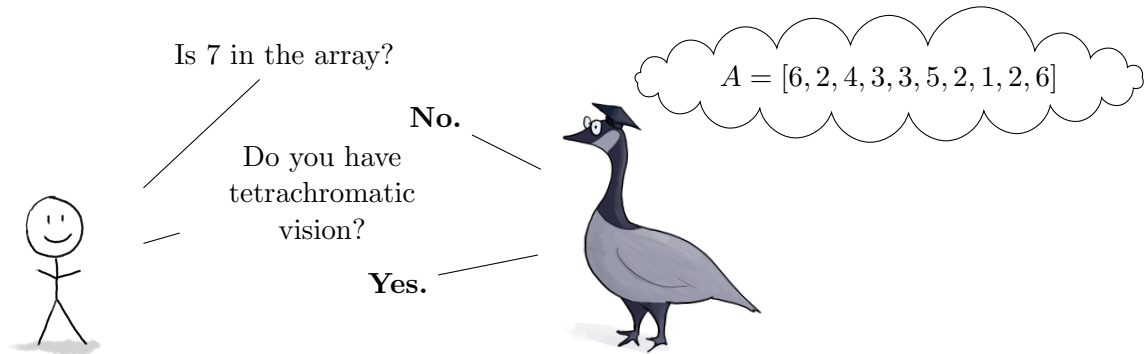 Is 7 in the array?
A = [6, 2, 4, 3, 3, 5, 2, 1, 2, 6]
No.
Do you have
tetrachromatic
vision?
Yes.